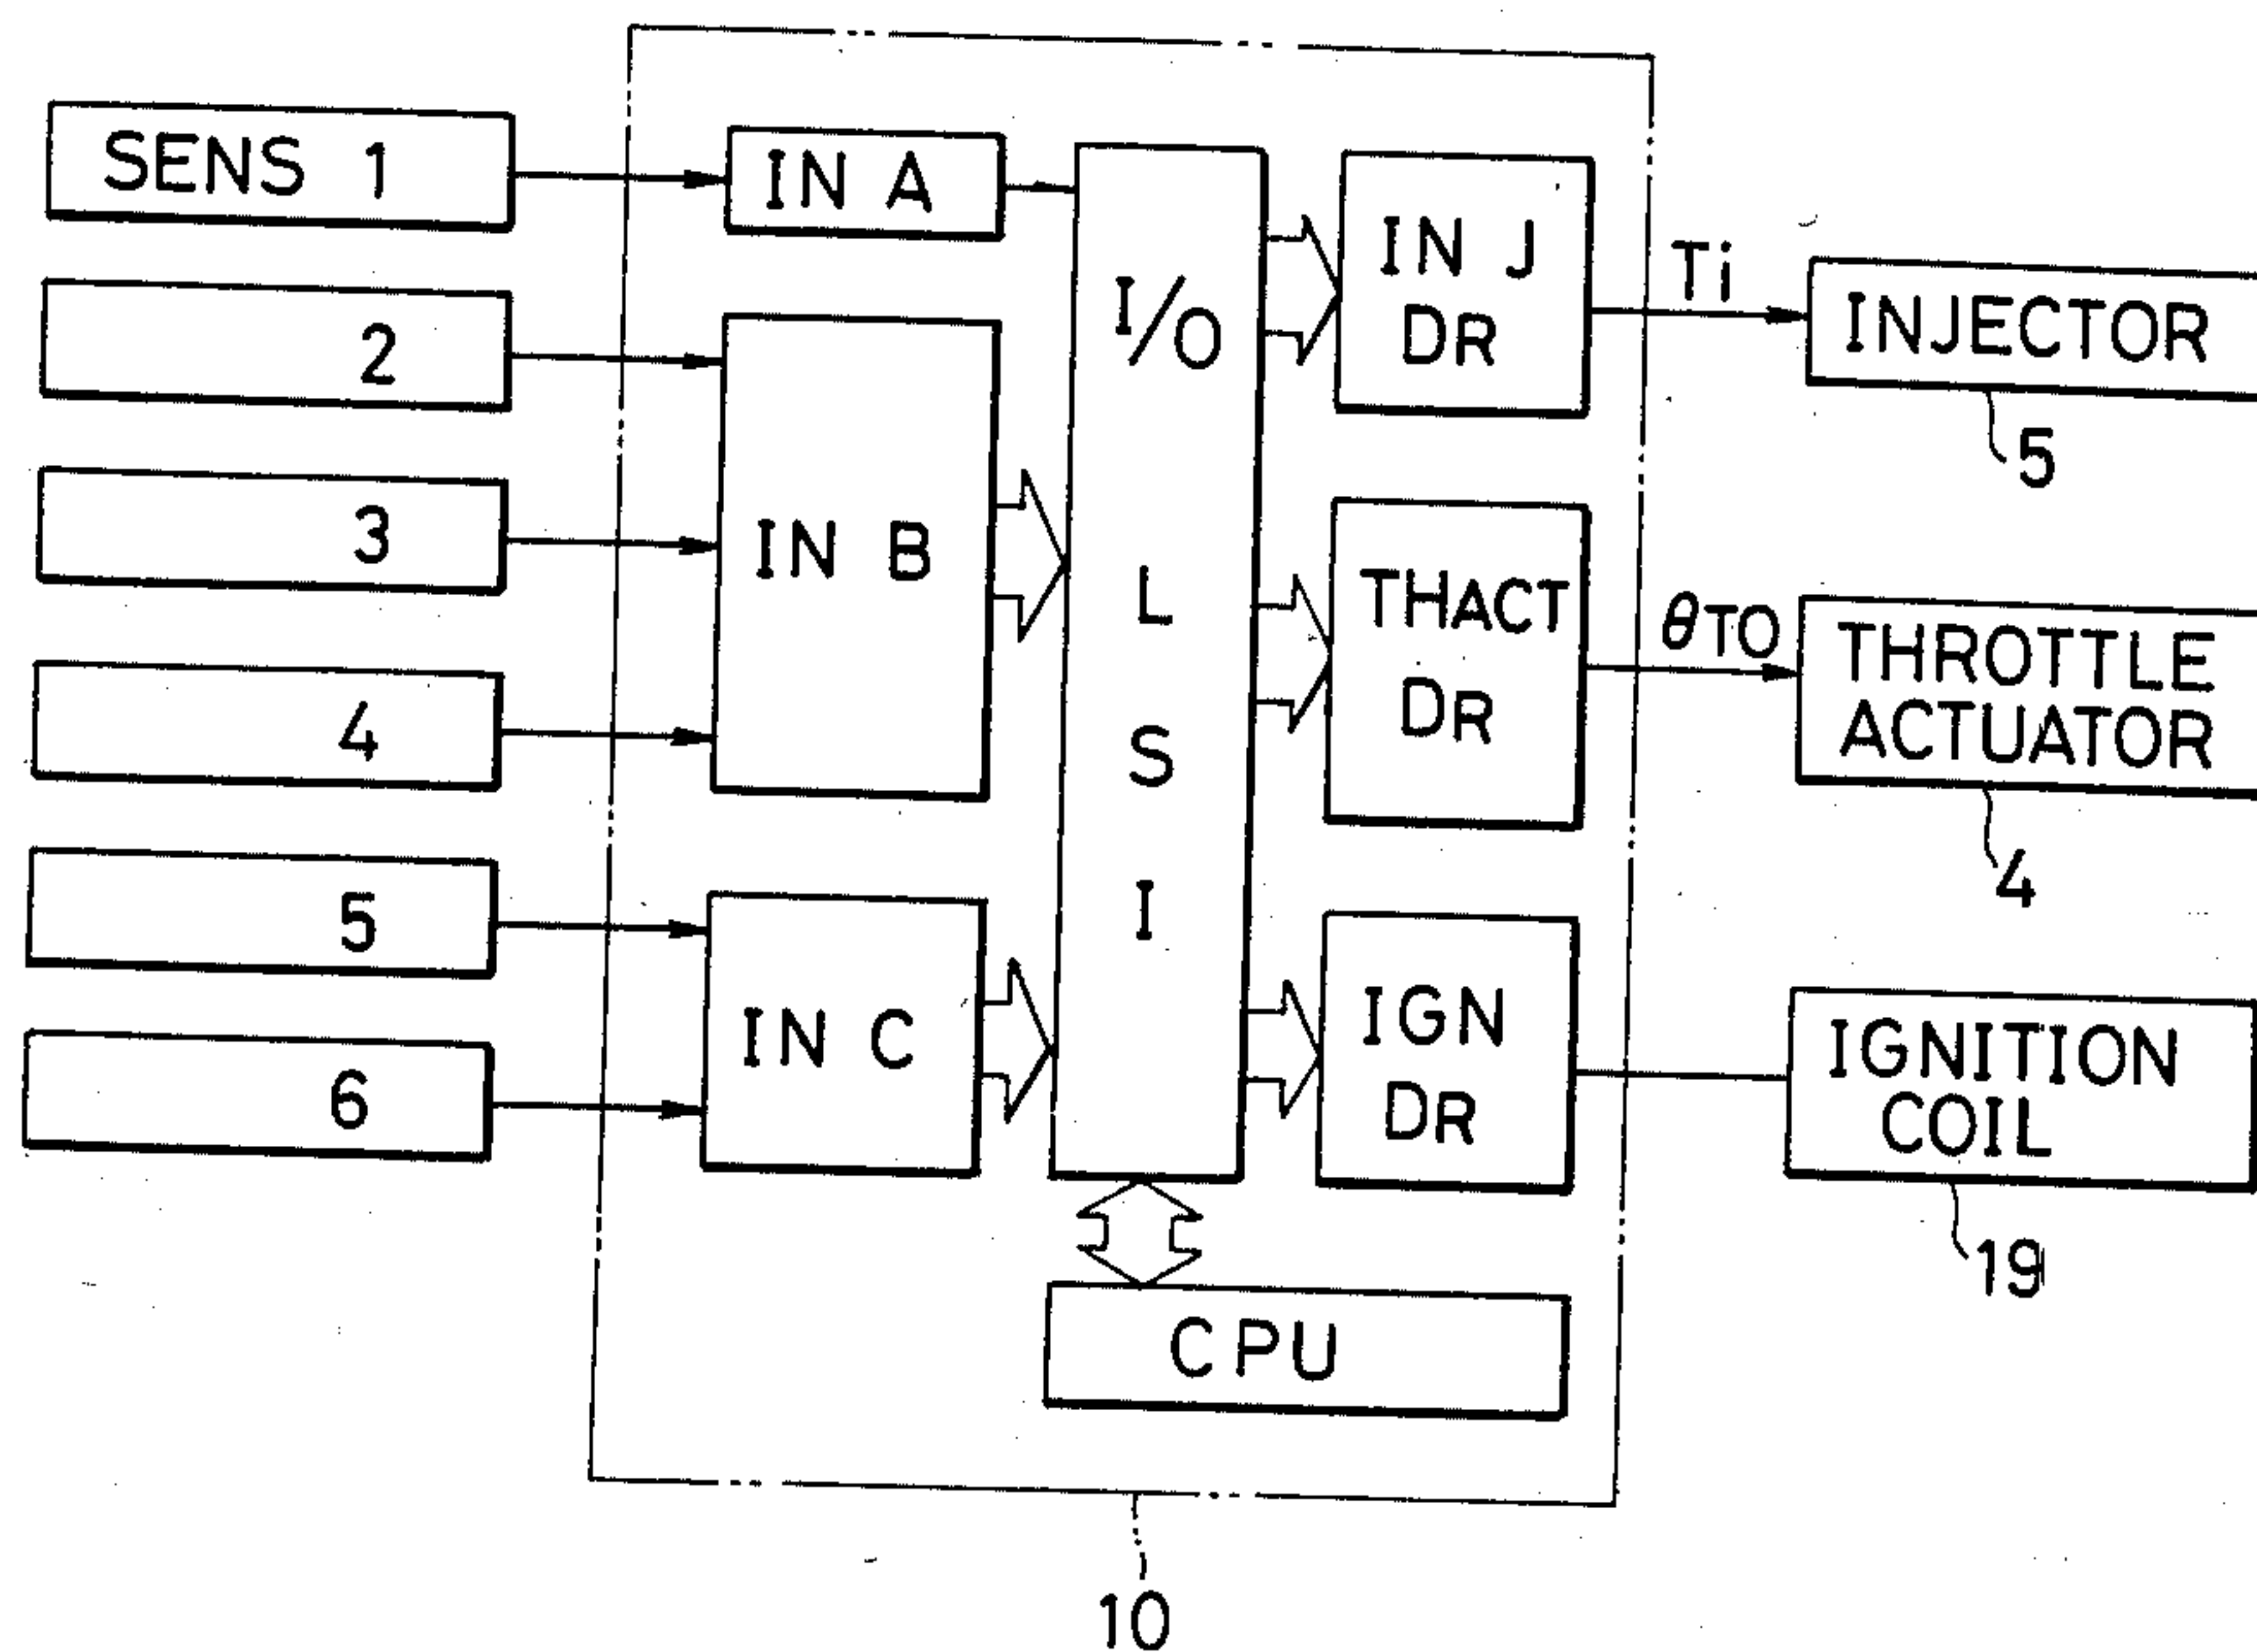 SENS 1
2
3
4
5
6
IN A
IN B
IN C
I/O
L
S
I
CPU
IN J
DR
THACT
DR
IGN
DR
Ti
θTO
INJECTOR
5
THROTTLE
ACTUATOR
4
IGNITION
COIL
19
10